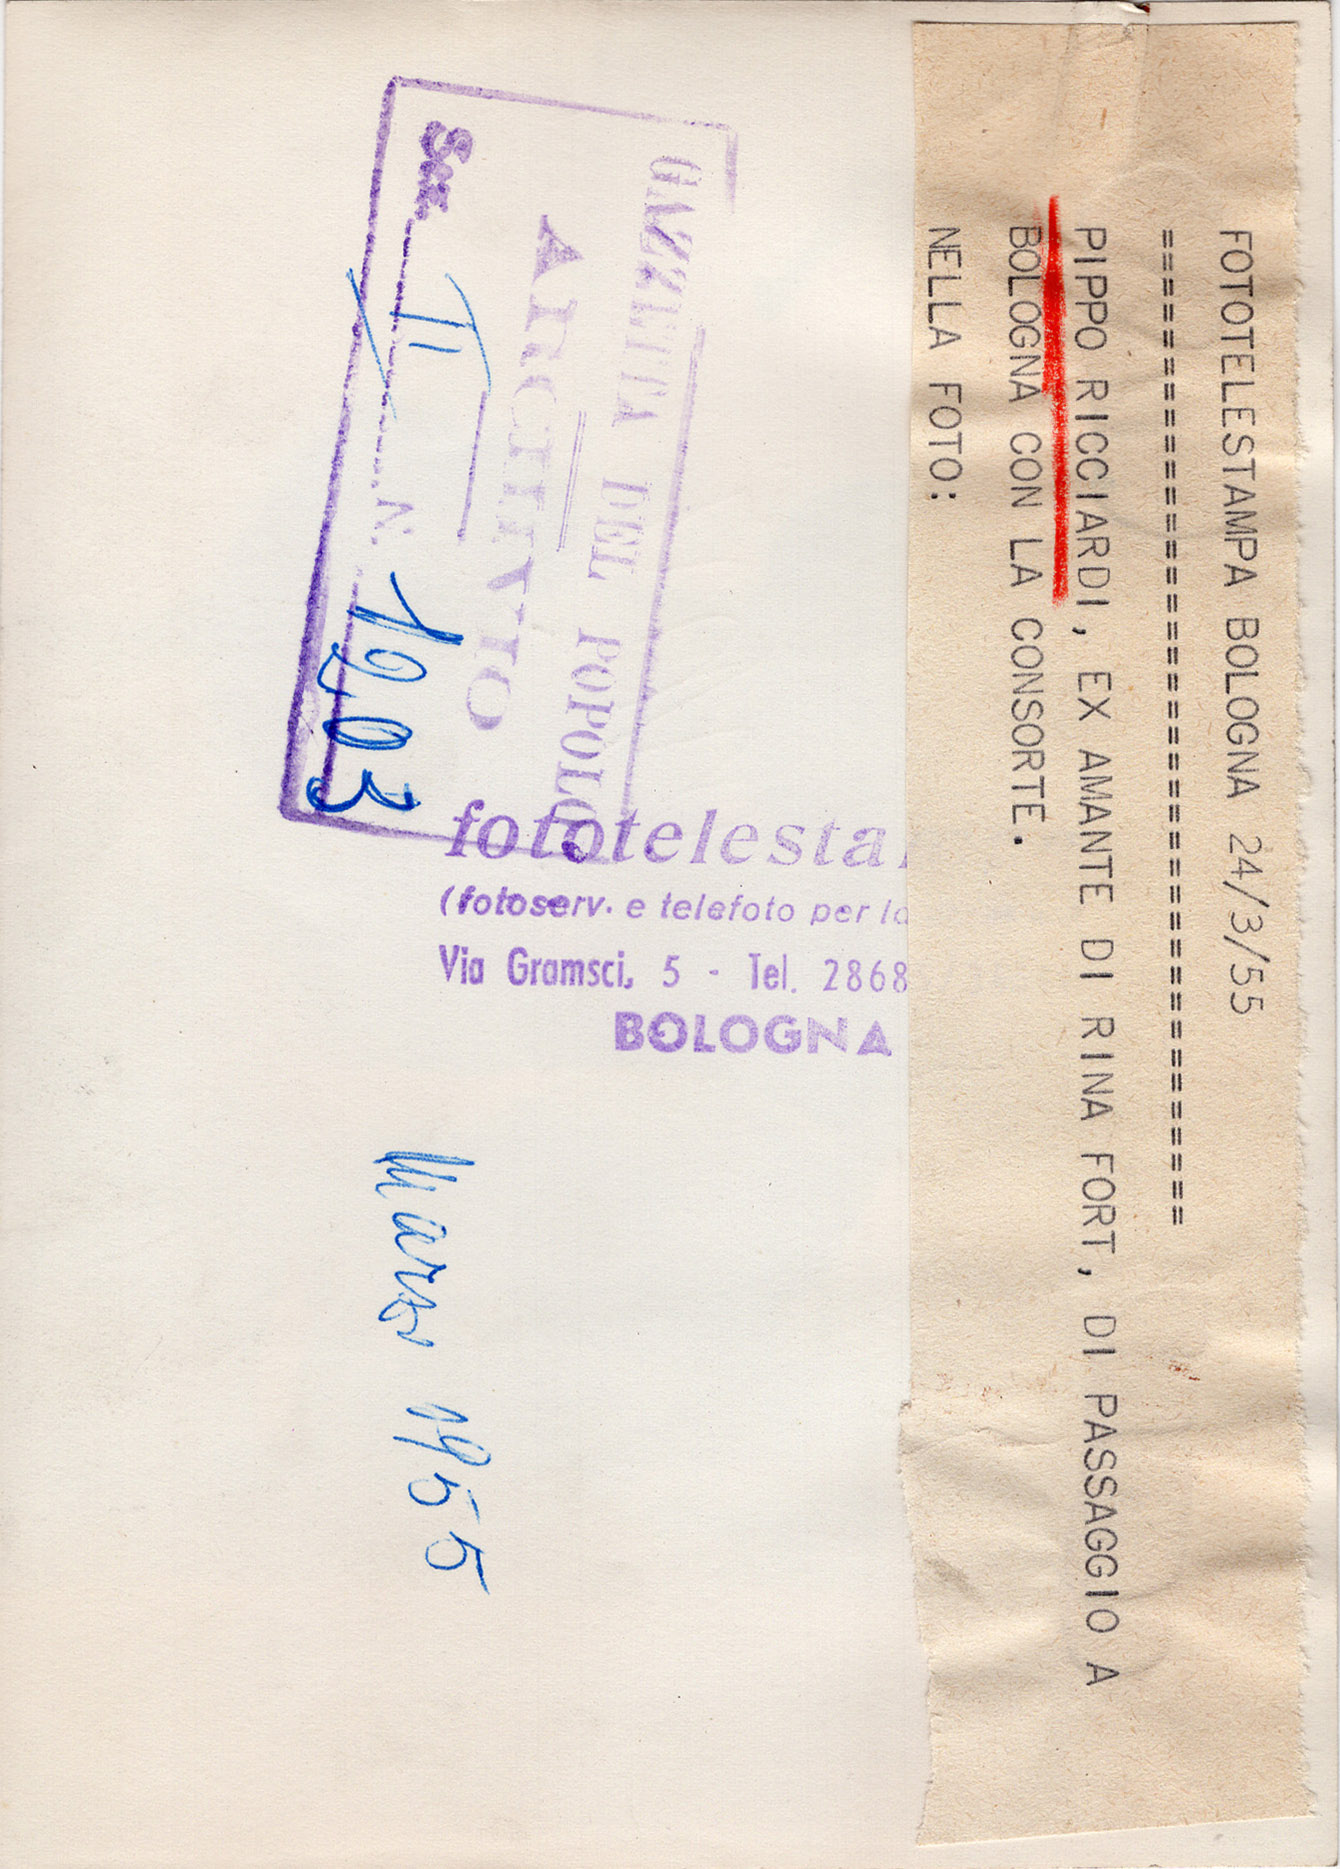 FOTOTELESTAMPA BOLOGNA 24/3/55
=============================================
PIPPO RICCIARDI, EX AMANTE DI RINA FORT, DI PASSAGGIO A
BOLOGNA CON LA CONSORTE.
NELLA FOTO:
GAZZETTA DEL POPOLO
ARCHIVIO
Sez. II N. 1203
fototelesta
(fotoserv. e telefoto per la
Via Gramsci, 5 - Tel. 2868
BOLOGNA
Marzo 1955